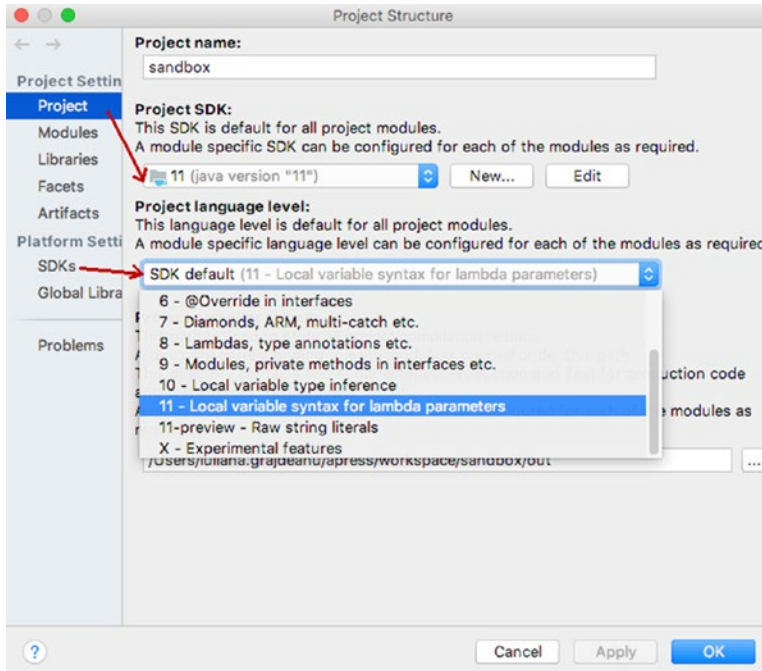 Project Structure
Project name:
sandbox
Project Settin
Project
Modules
Libraries
Facets
Artifacts
Platform Setti
SDKs
Global Libra
Problems
Project SDK:
This SDK is default for all project modules.
A module specific SDK can be configured for each of the modules as required.
11 (java version "11")
New...
Edit
Project language level:
This language level is default for all project modules.
A module specific language level can be configured for each of the modules as required
SDK default (11 - Local variable syntax for lambda parameters)
6 - @Override in interfaces
7 - Diamonds, ARM, multi-catch etc.
8 - Lambdas, type annotations etc.
9 - Modules, private methods in interfaces etc.
10 - Local variable type inference
11 - Local variable syntax for lambda parameters
11-preview - Raw string literals
X - Experimental features
uction code
e modules as
/Users/iuliana.grajdeanu/apress/workspace/sandbox/out
...
?
Cancel
Apply
OK